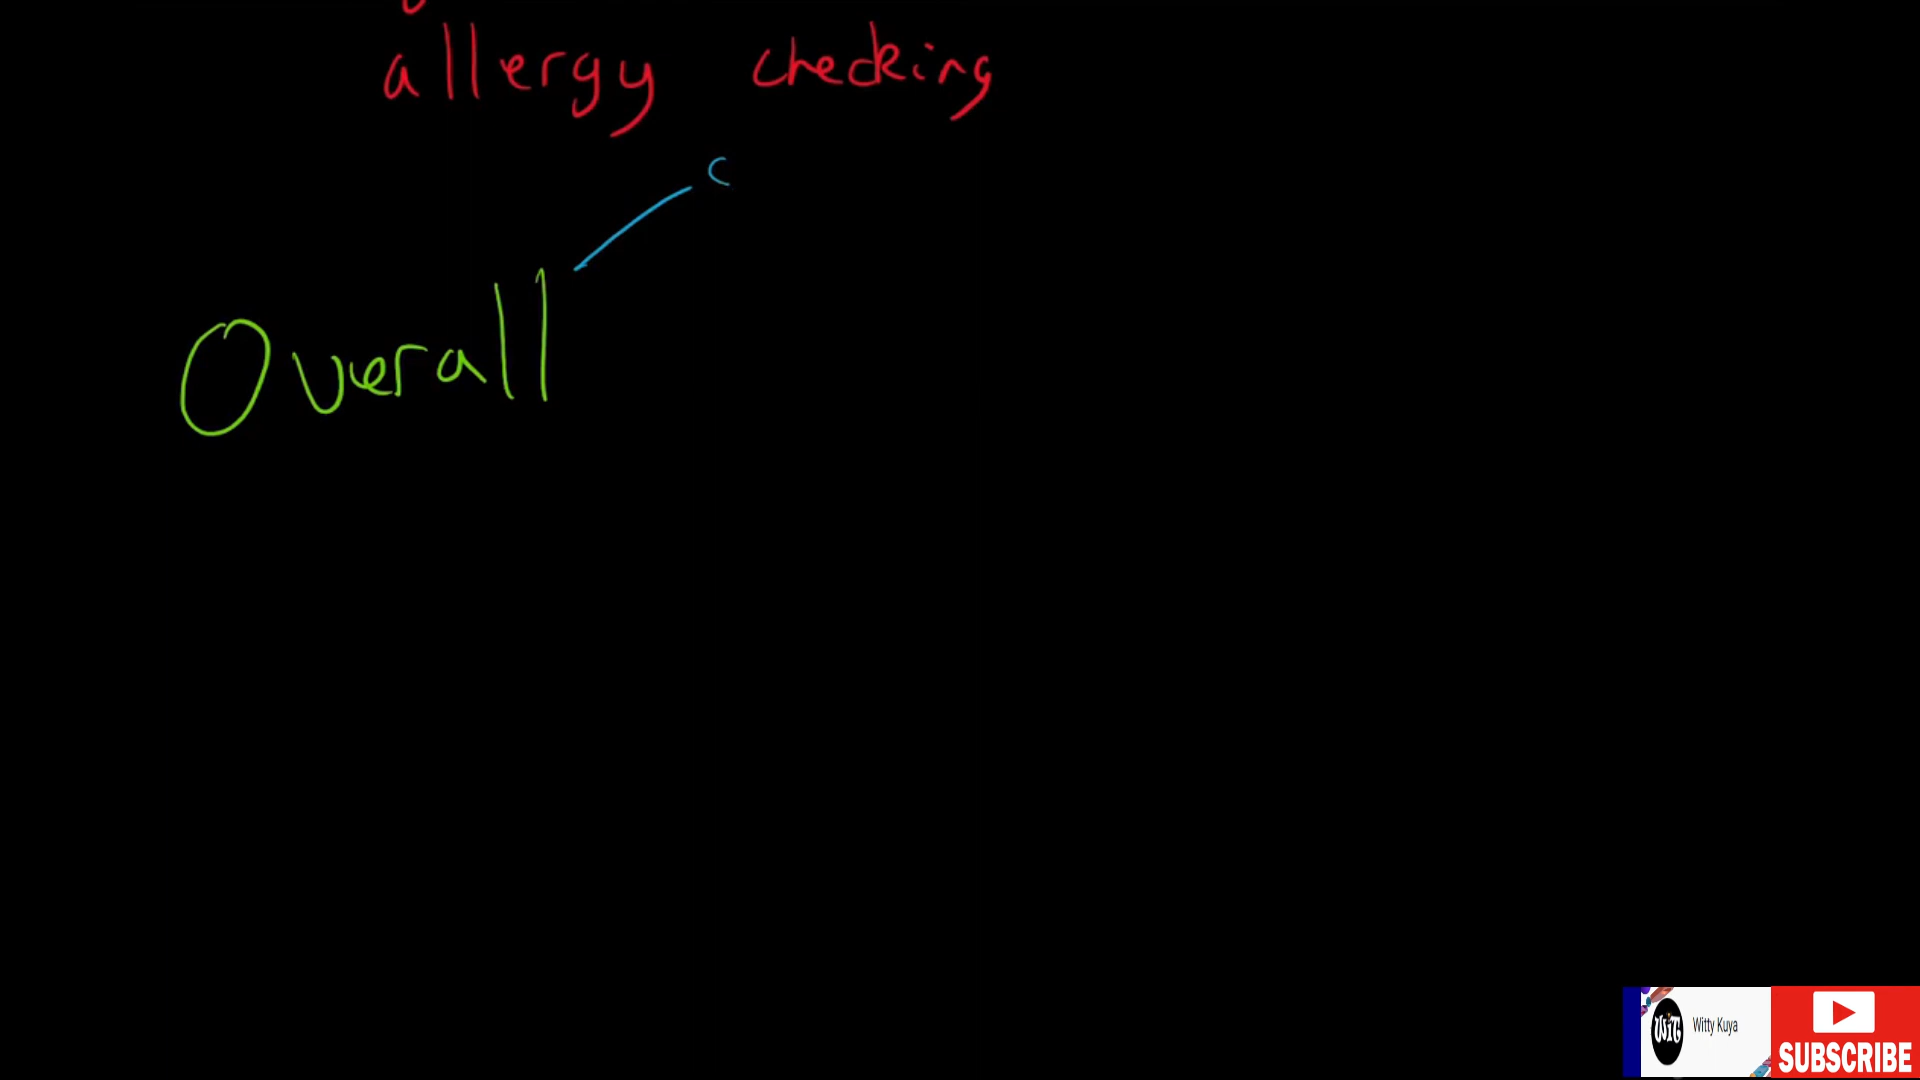 allergy checking
c
Overall
Witty Kuya
SUBSCRIBE